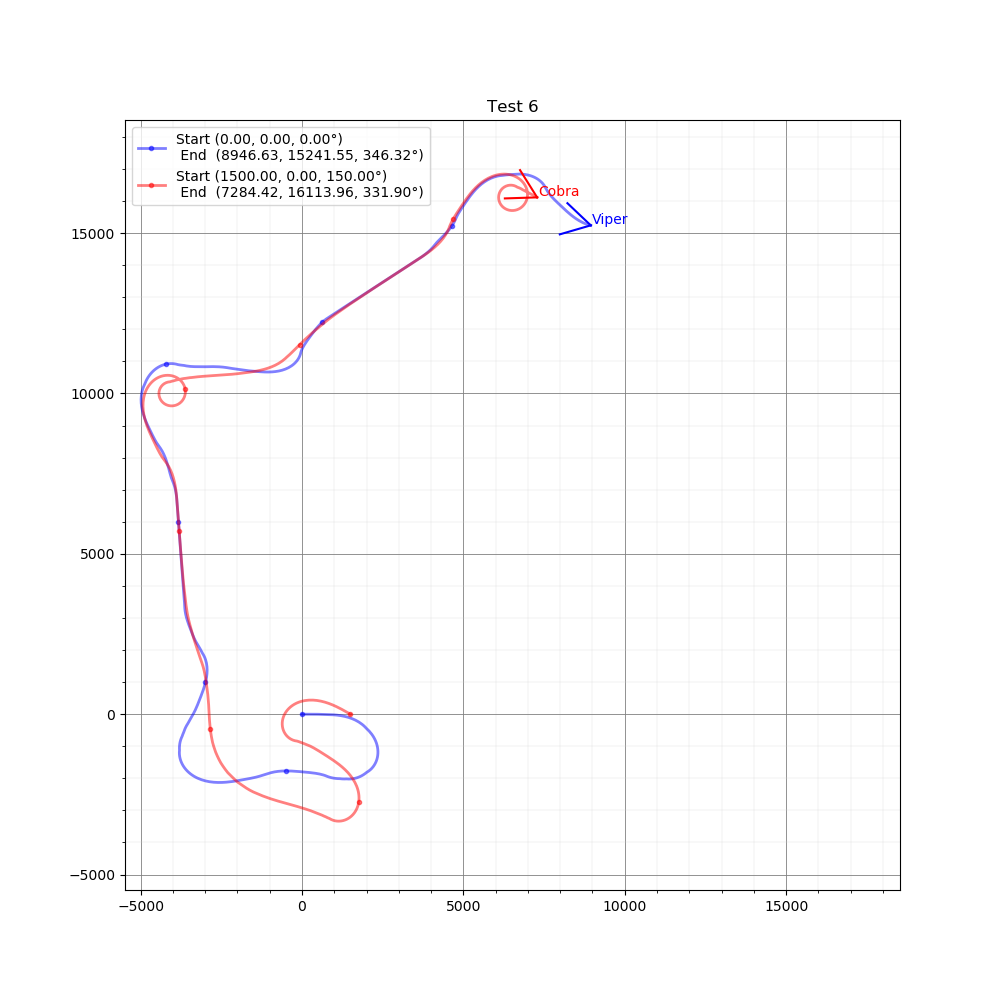 Test 6
Start (0.00, 0.00, 0.00°)
End  (8946.63, 15241.55, 346.32°)
Start (1500.00, 0.00, 150.00°)
End  (7284.42, 16113.96, 331.90°)
Cobra
Viper
15000
10000
5000
0
−5000
−5000 0 5000 10000 15000